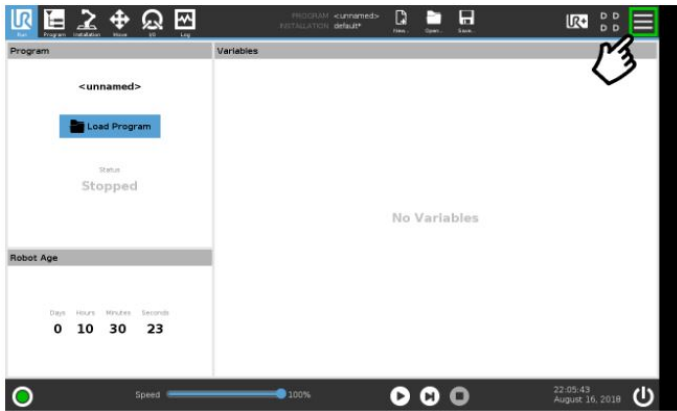 UR
PROGRAM <unnamed>
INSTALLATION default*
UR+
D D
D D
Run Program Installation Move I/O Log
New... Open... Save...
Program
Variables
<unnamed>
Load Program
Status
Stopped
No Variables
Robot Age
Days Hours Minutes Seconds
0 10 30 23
Speed 100%
22:05:43
August 16, 2018